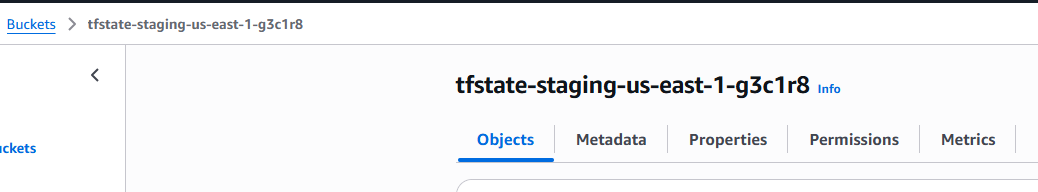 Buckets > tfstate-staging-us-east-1-g3c1r8
tfstate-staging-us-east-1-g3c1r8 Info
Objects Metadata Properties Permissions Metrics
uckets